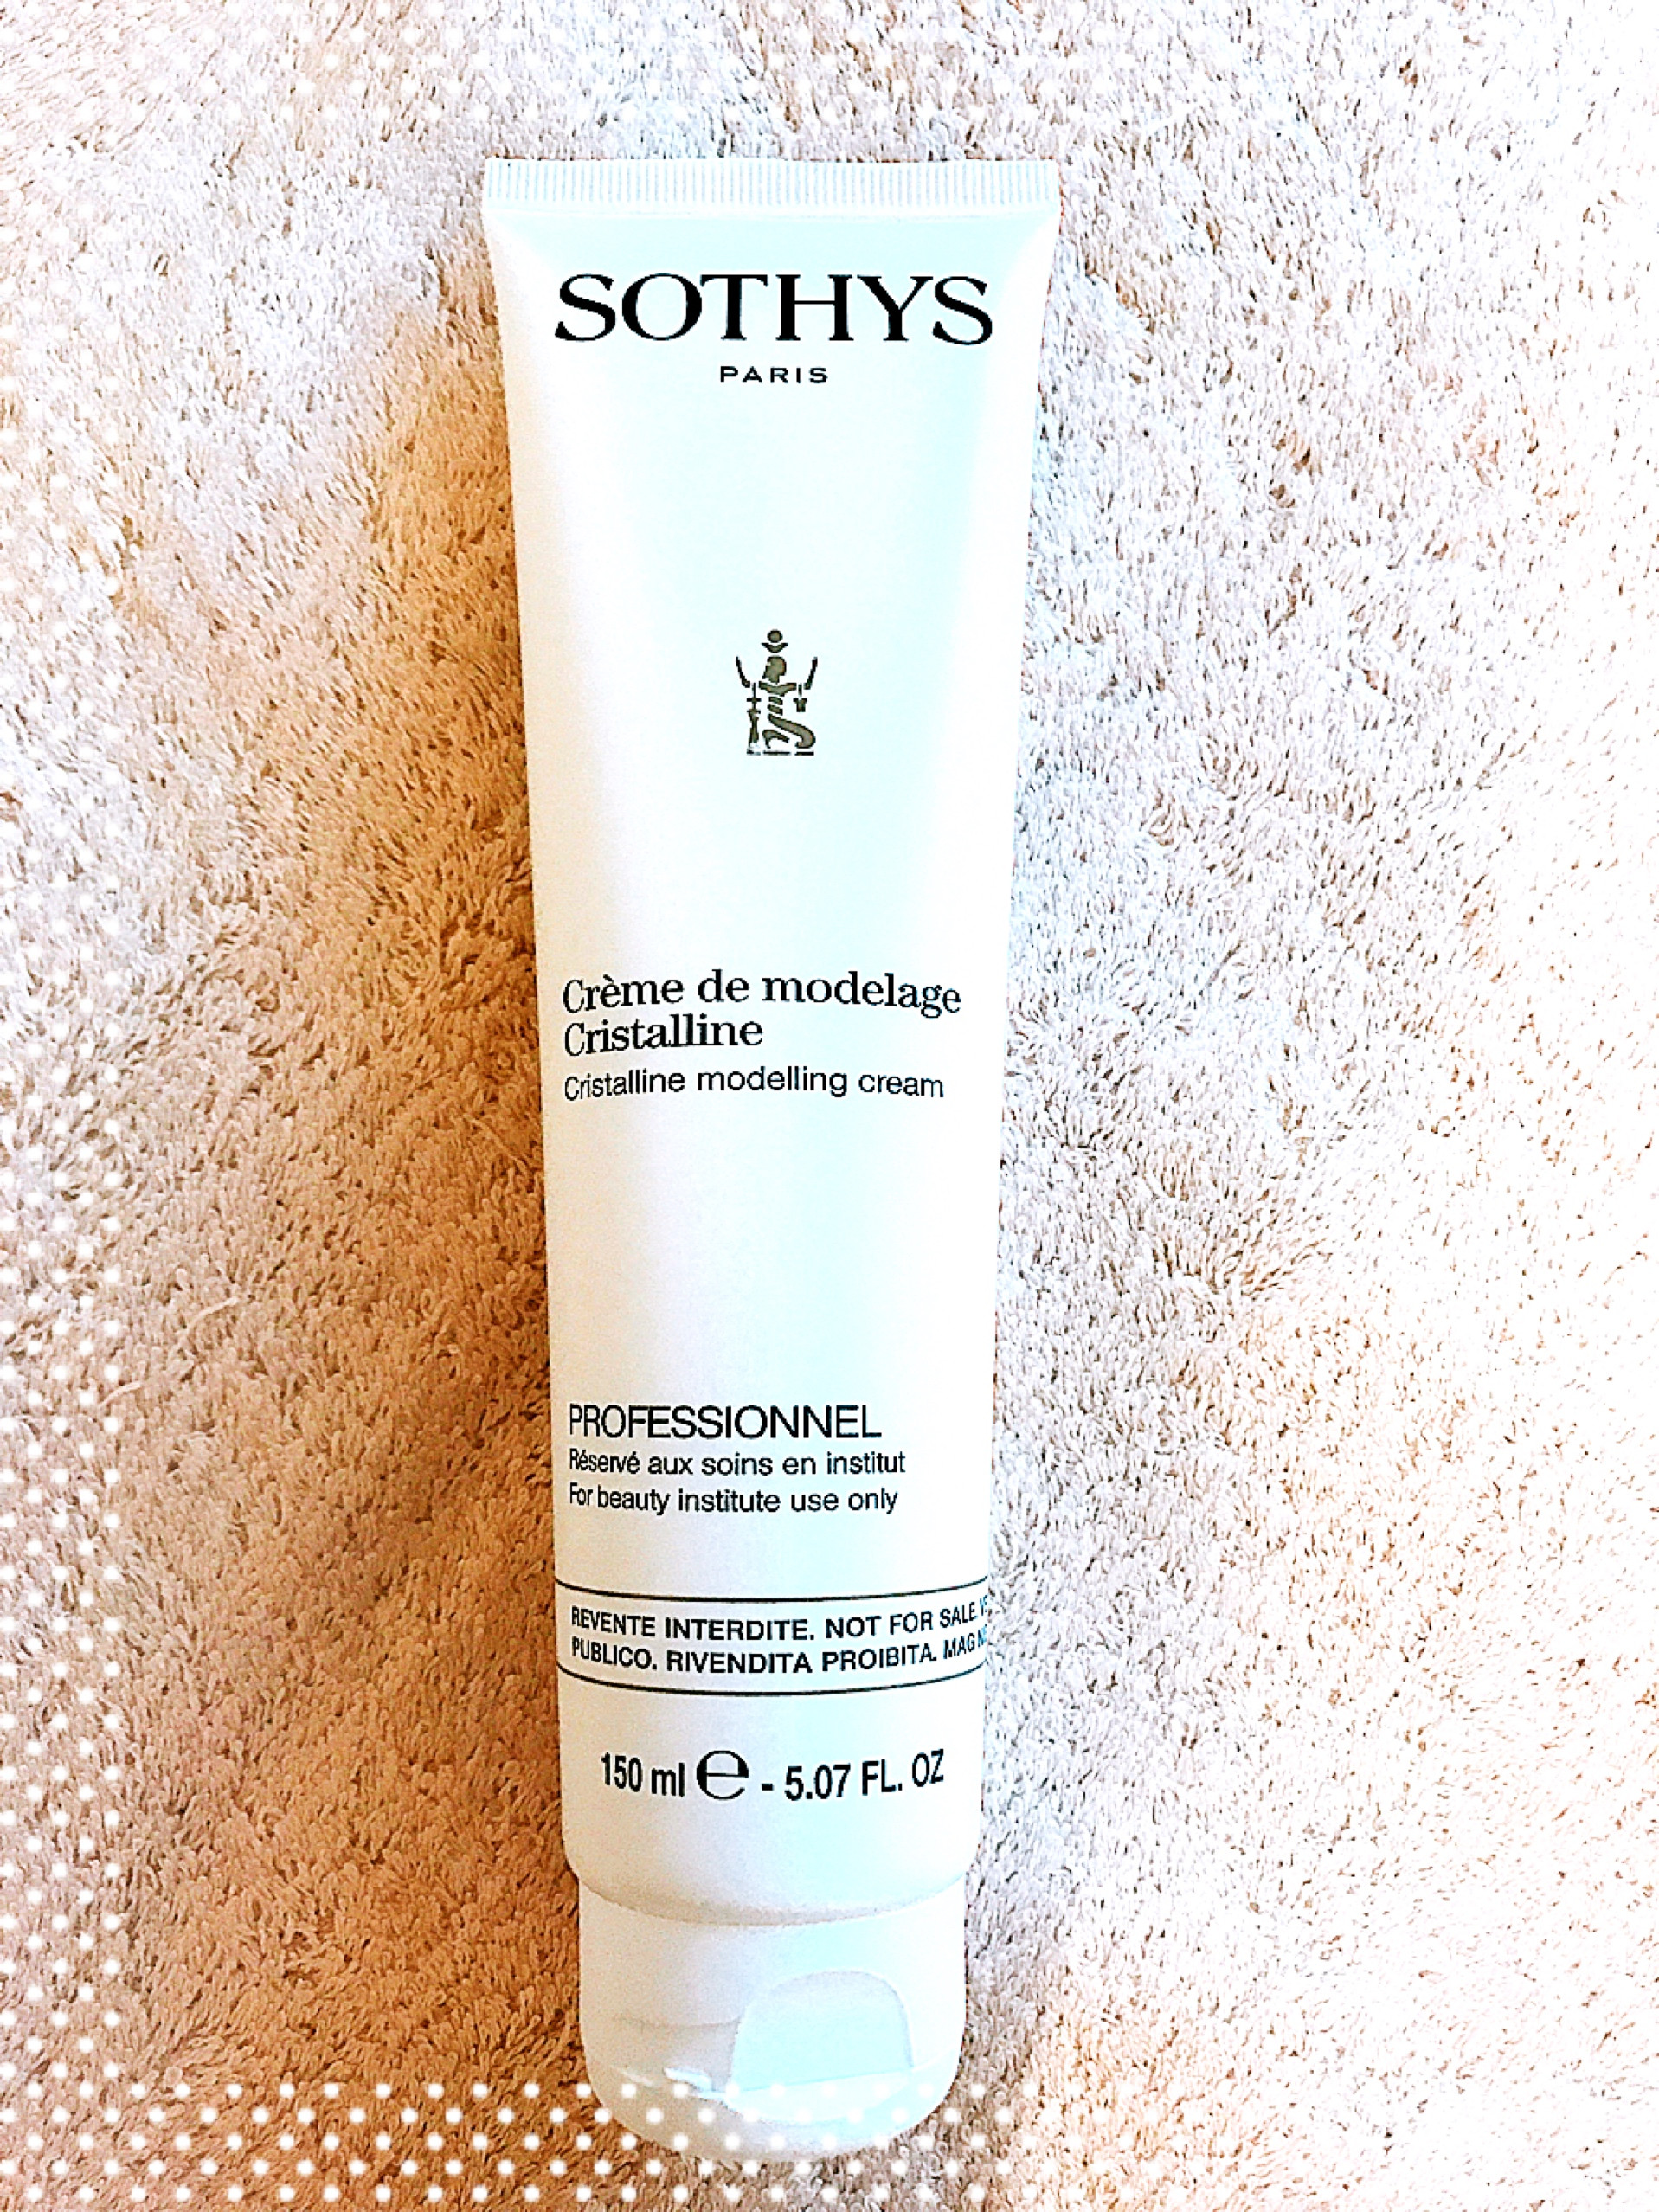 SOTHYS
PARIS
Crème de modelage
Cristalline
Cristalline modelling cream
PROFESSIONNEL
Réservé aux soins en institut
For beauty institute use only
REVENTE INTERDITE. NOT FOR SALE.
PUBLICO. RIVENDITA PROIBITA.
150 ml e - 5.07 FL. OZ